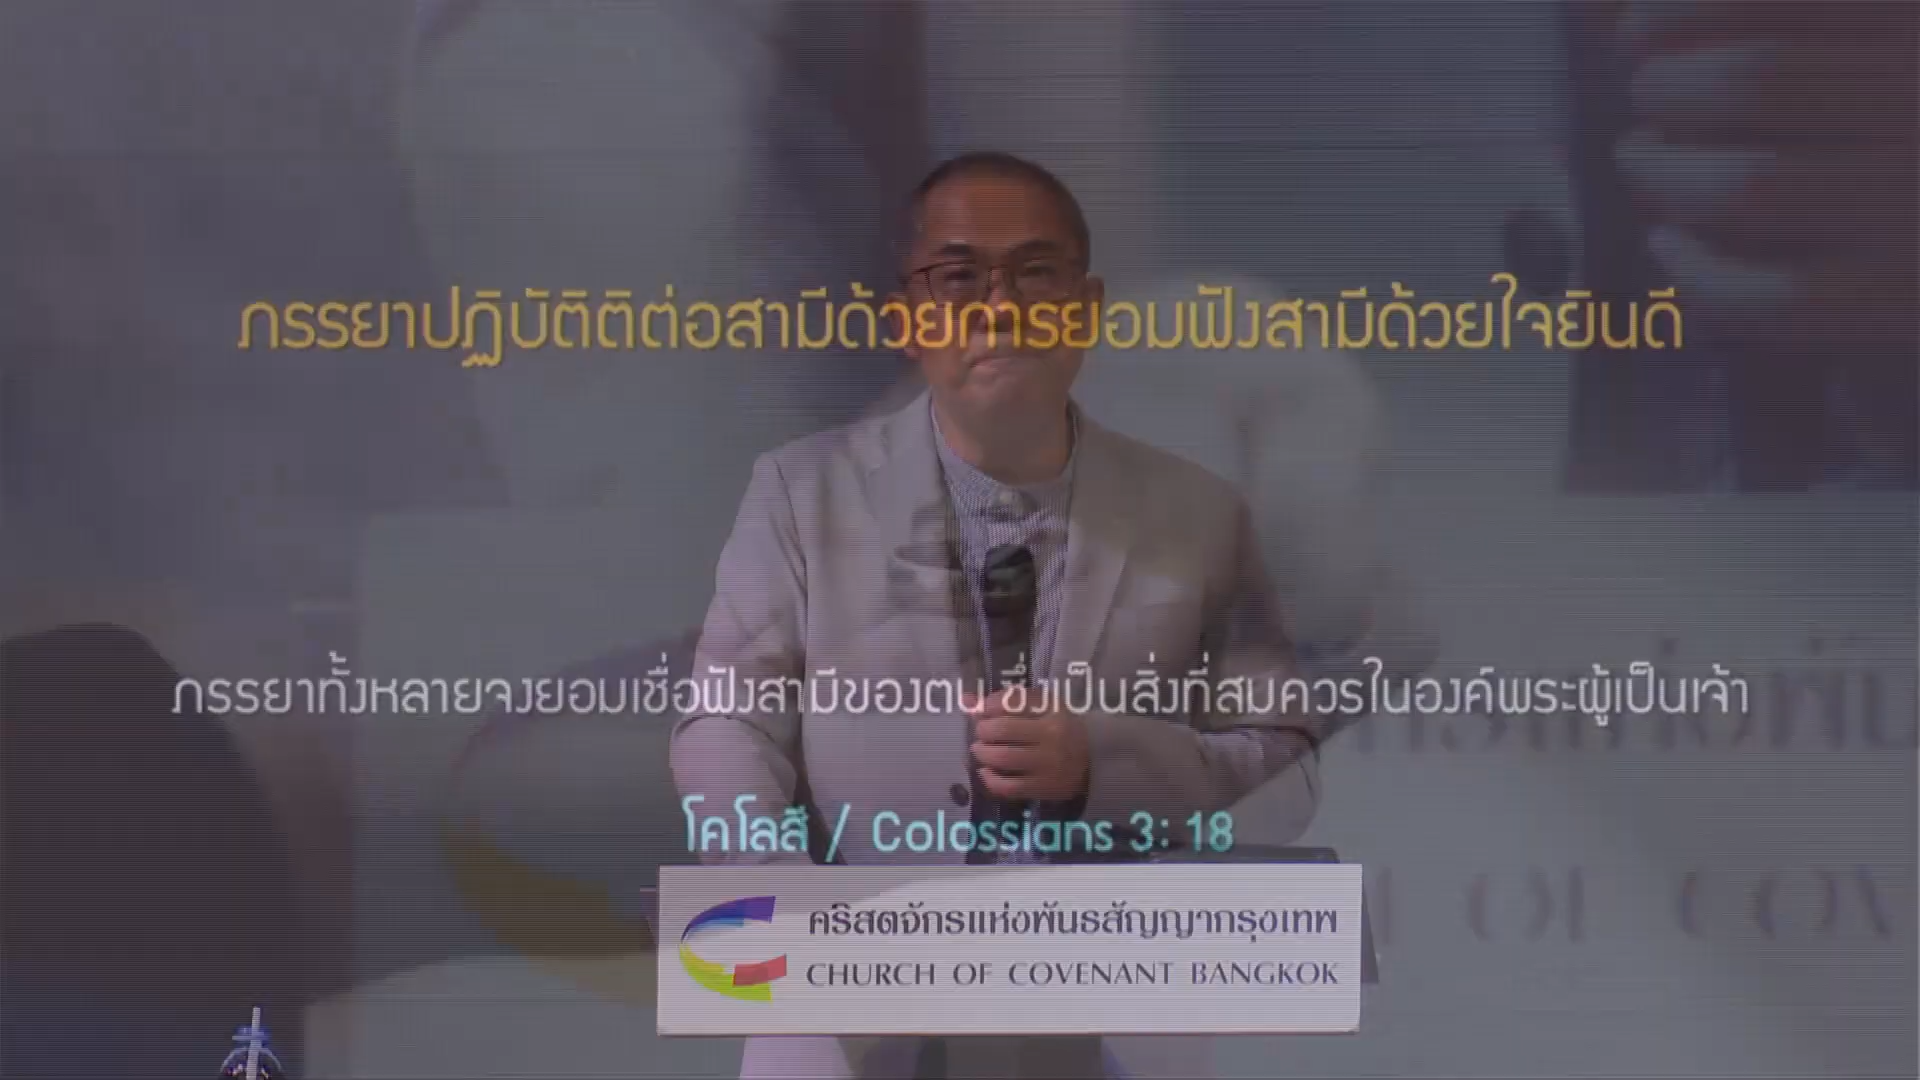 ภรรยาปฏิบัติติต่อสามีด้วยการยอมฟังสามีด้วยใจยินดี
ภรรยาทั้งหลายจงยอมเชื่อฟังสามีของตน ซึ่งเป็นสิ่งที่สมควรในองค์พระผู้เป็นเจ้า
โคโลสี / Colossians 3: 18
คริสตจักรแห่งพันธสัญญากรุงเทพ
CHURCH OF COVENANT BANGKOK